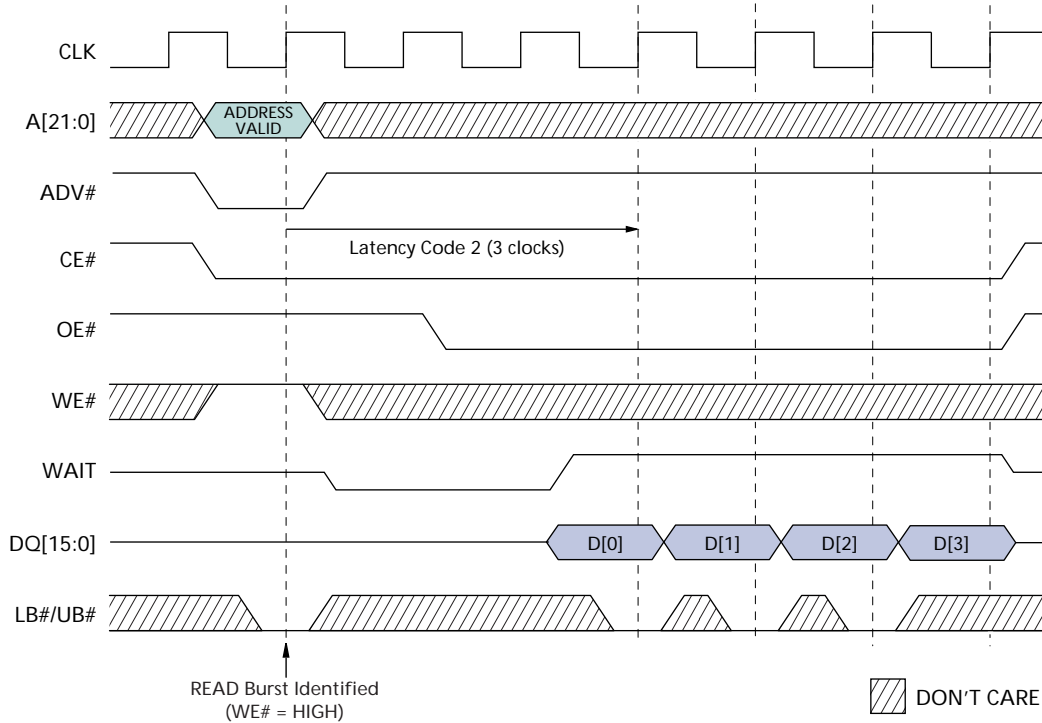 CLK
A[21:0]
ADDRESS
VALID
ADV#
Latency Code 2 (3 clocks)
CE#
OE#
WE#
WAIT
DQ[15:0]
D[0]
D[1]
D[2]
D[3]
LB#/UB#
READ Burst Identified
(WE# = HIGH)
DON'T CARE